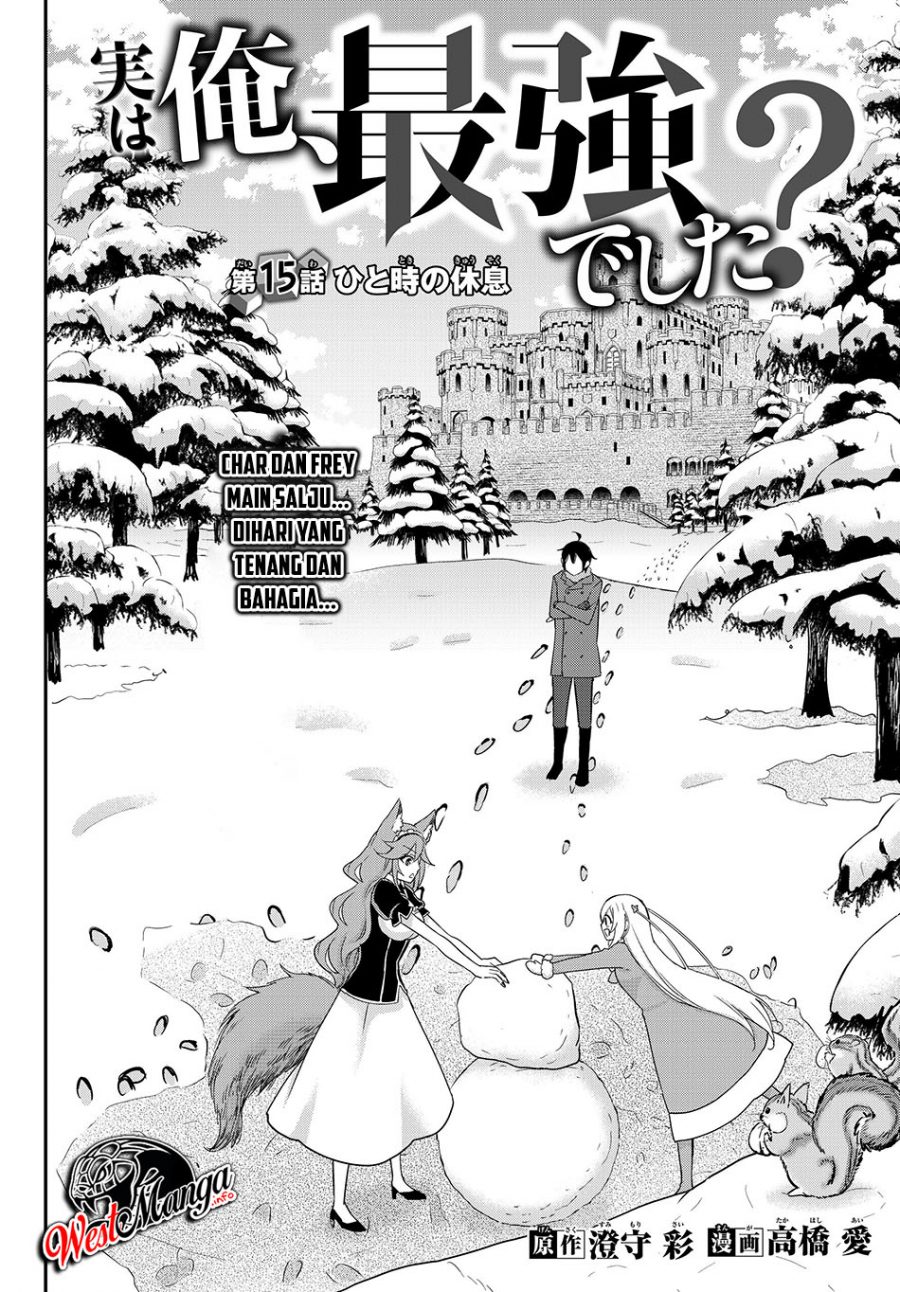 実は俺、最強でした?
第15話 ひと時の休息
CHAR DAN FREY
MAIN SALJU...
DIHARI YANG
TENANG DAN
BAHAGIA...
WestManga
.info
原作 澄守 彩 漫画 高橋 愛